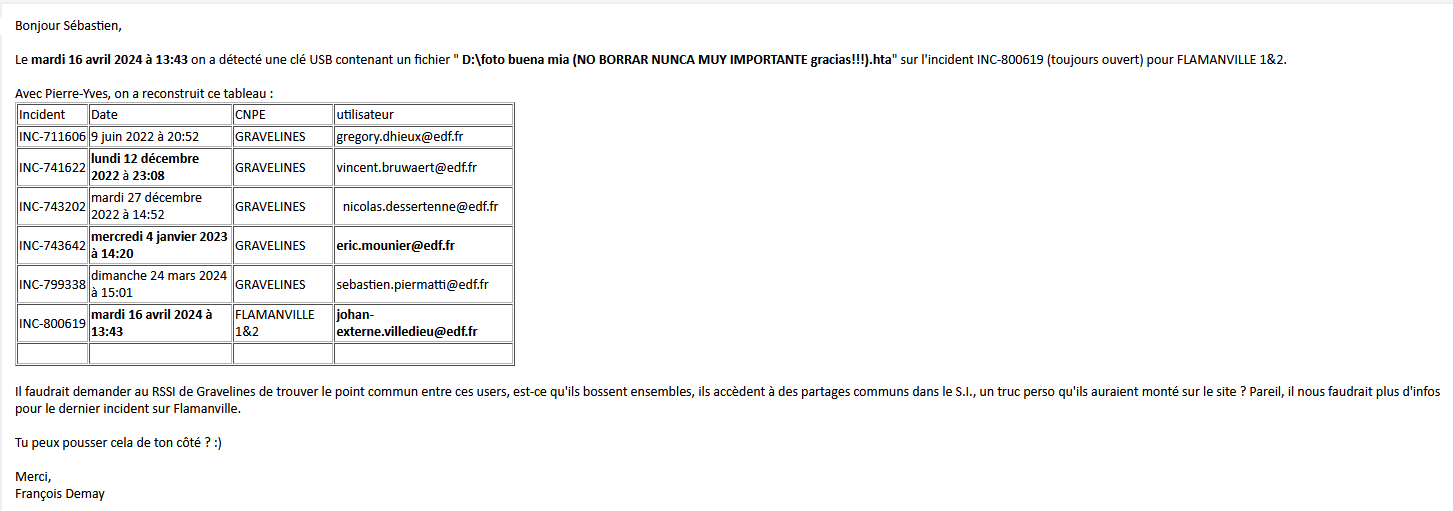 Bonjour Sébastien,
Le mardi 16 avril 2024 à 13:43 on a détecté une clé USB contenant un fichier " D:\foto buena mia (NO BORRAR NUNCA MUY IMPORTANTE gracias!!!).hta" sur l'incident INC-800619 (toujours ouvert) pour FLAMANVILLE 1&2.
Avec Pierre-Yves, on a reconstruit ce tableau :
Incident Date CNPE utilisateur
INC-711606 9 juin 2022 à 20:52 GRAVELINES gregory.dhieux@edf.fr
INC-741622 lundi 12 décembre 2022 à 23:08 GRAVELINES vincent.bruwaert@edf.fr
INC-743202 mardi 27 décembre 2022 à 14:52 GRAVELINES nicolas.dessertenne@edf.fr
INC-743642 mercredi 4 janvier 2023 à 14:20 GRAVELINES eric.mounier@edf.fr
INC-799338 dimanche 24 mars 2024 à 15:01 GRAVELINES sebastien.piermatti@edf.fr
INC-800619 mardi 16 avril 2024 à 13:43 FLAMANVILLE 1&2 johan-externe.villedieu@edf.fr
Il faudrait demander au RSSI de Gravelines de trouver le point commun entre ces users, est-ce qu'ils bossent ensembles, ils accèdent à des partages communs dans le S.I., un truc perso qu'ils auraient monté sur le site ? Pareil, il nous faudrait plus d'infos
pour le dernier incident sur Flamanville.
Tu peux pousser cela de ton côté ? :)
Merci,
François Demay